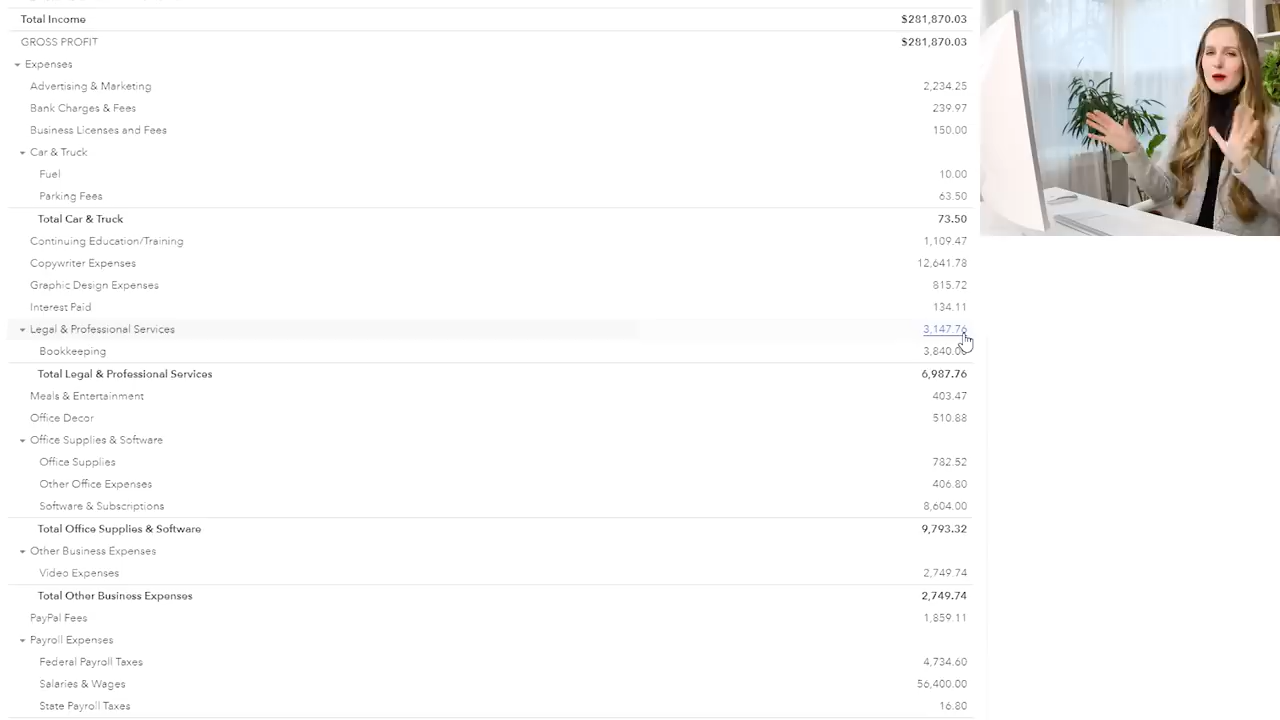 Total Income $281,870.03
GROSS PROFIT $281,870.03
Expenses
Advertising & Marketing 2,234.25
Bank Charges & Fees 239.97
Business Licenses and Fees 150.00
Car & Truck
Fuel 10.00
Parking Fees 63.50
Total Car & Truck 73.50
Continuing Education/Training 1,109.47
Copywriter Expenses 12,641.78
Graphic Design Expenses 815.72
Interest Paid 134.11
Legal & Professional Services 3,147.76
Bookkeeping 3,840.00
Total Legal & Professional Services 6,987.76
Meals & Entertainment 403.47
Office Decor 510.88
Office Supplies & Software
Office Supplies 782.52
Other Office Expenses 406.80
Software & Subscriptions 8,604.00
Total Office Supplies & Software 9,793.32
Other Business Expenses
Video Expenses 2,749.74
Total Other Business Expenses 2,749.74
PayPal Fees 1,859.11
Payroll Expenses
Federal Payroll Taxes 4,734.60
Salaries & Wages 56,400.00
State Payroll Taxes 16.80